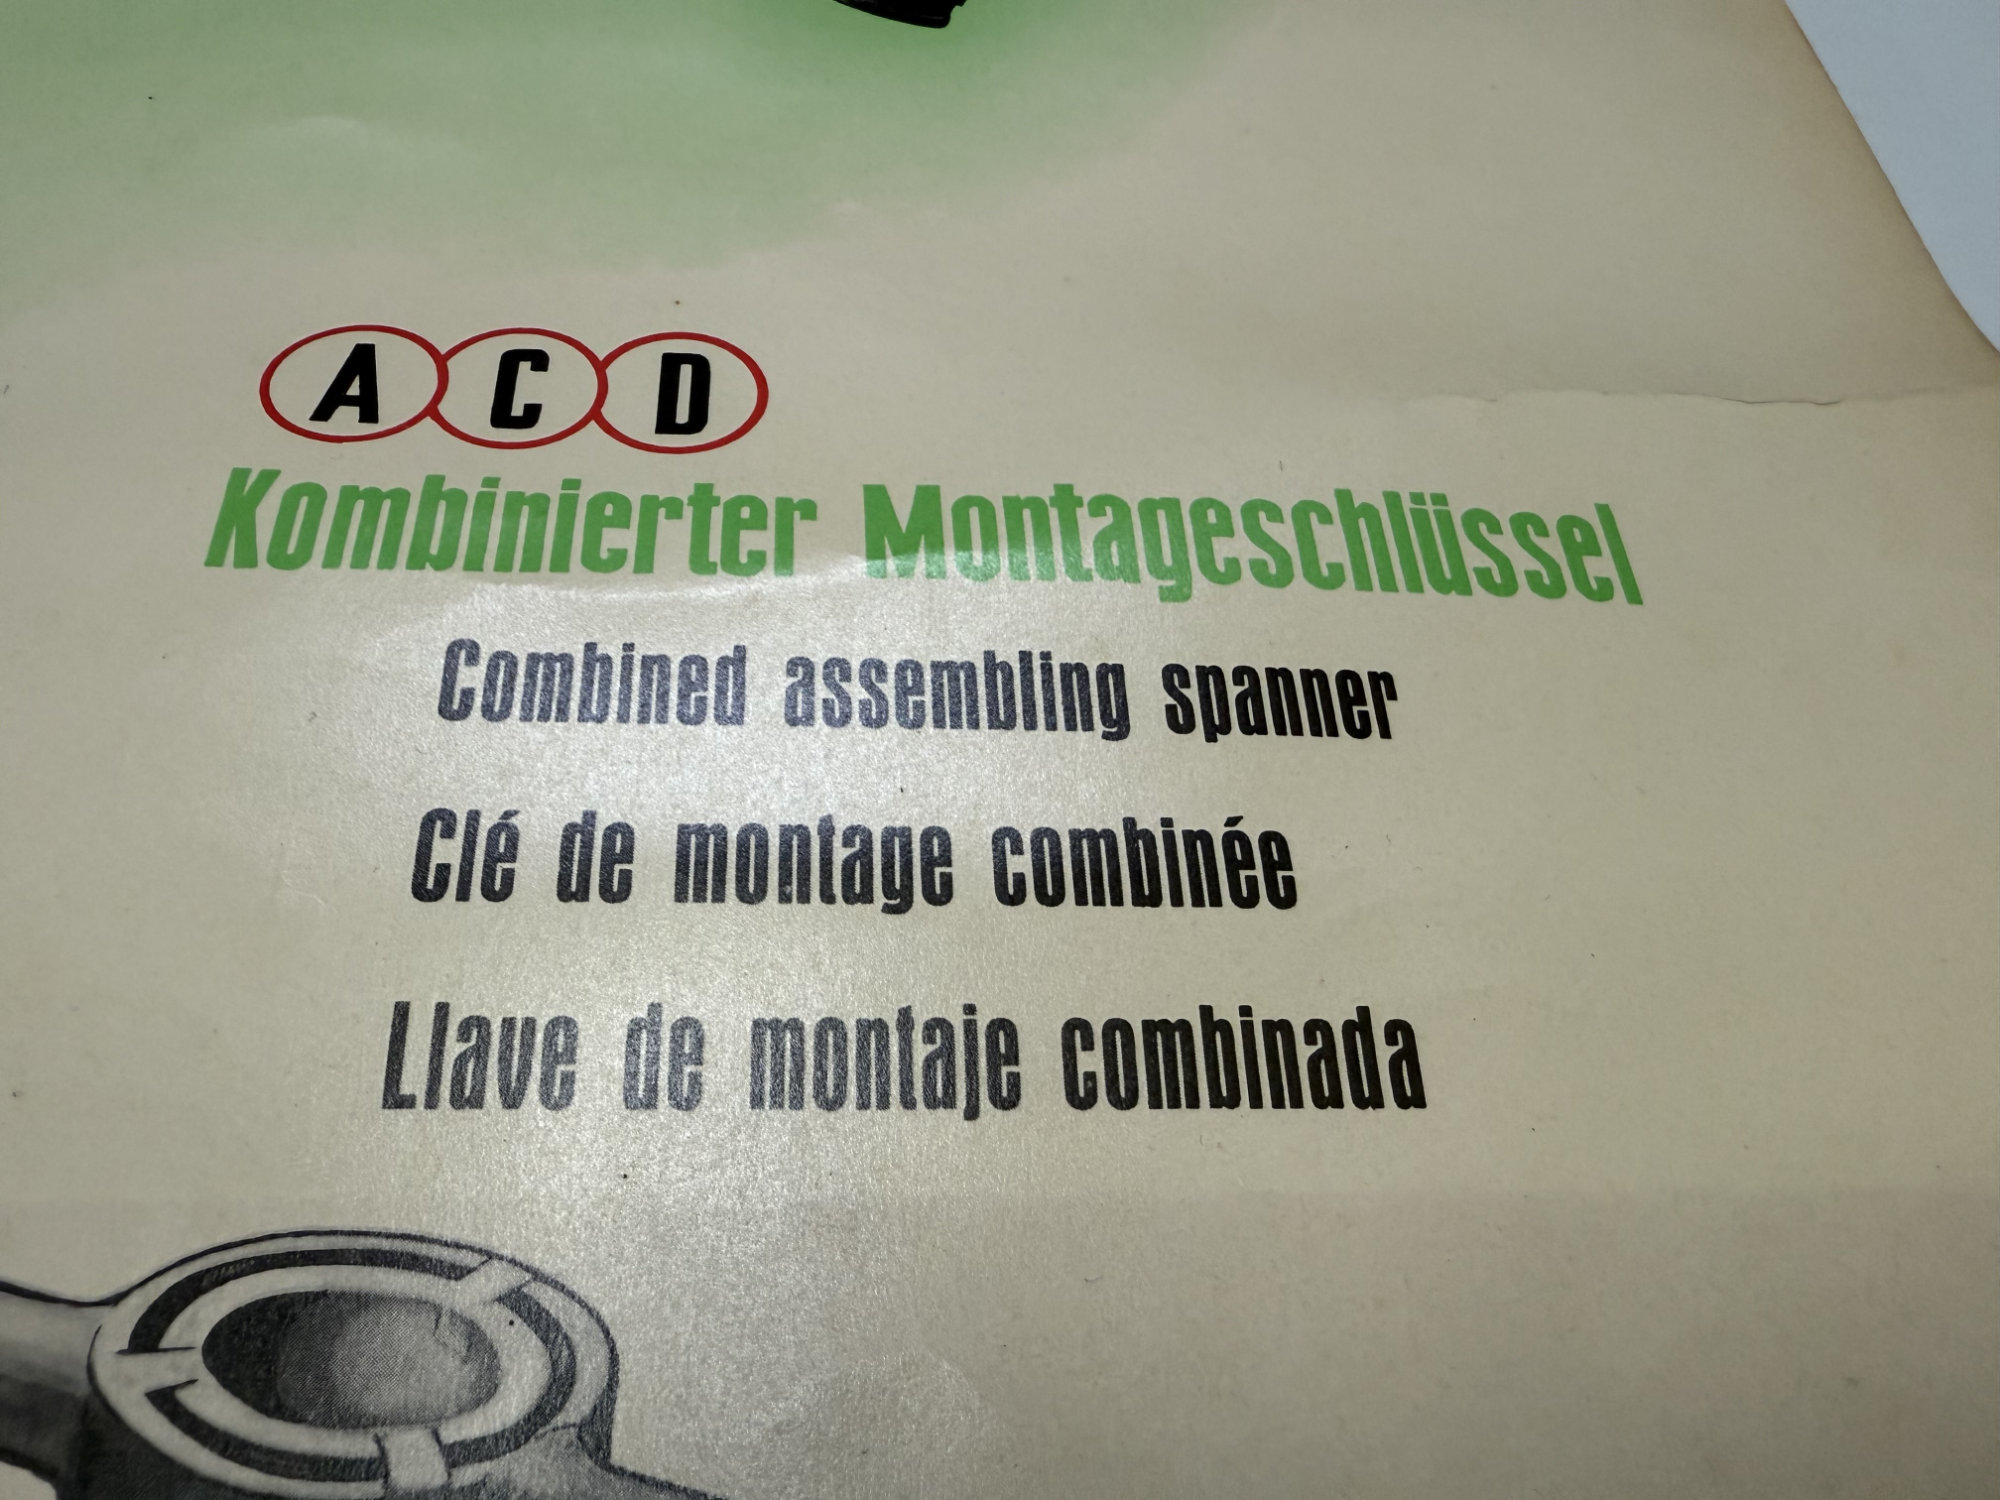 A C D
Kombinierter Montageschlüssel
Combined assembling spanner
Clé de montage combinée
Llave de montaje combinada